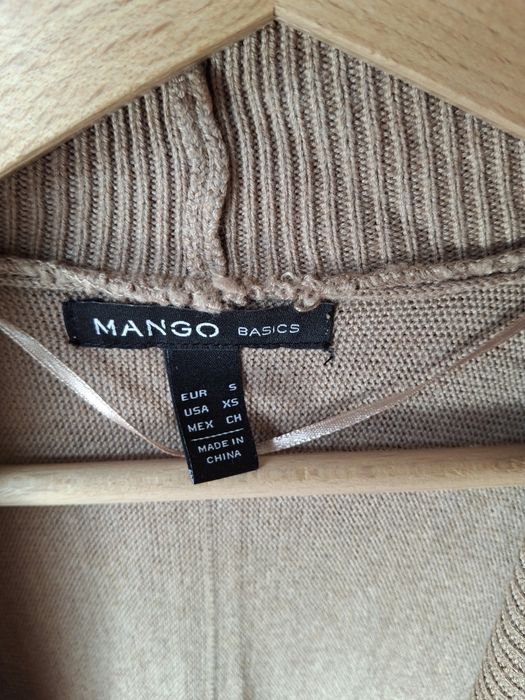 MANGO BASICS
EUR S
USA XS
MEX CH
MADE IN
CHINA